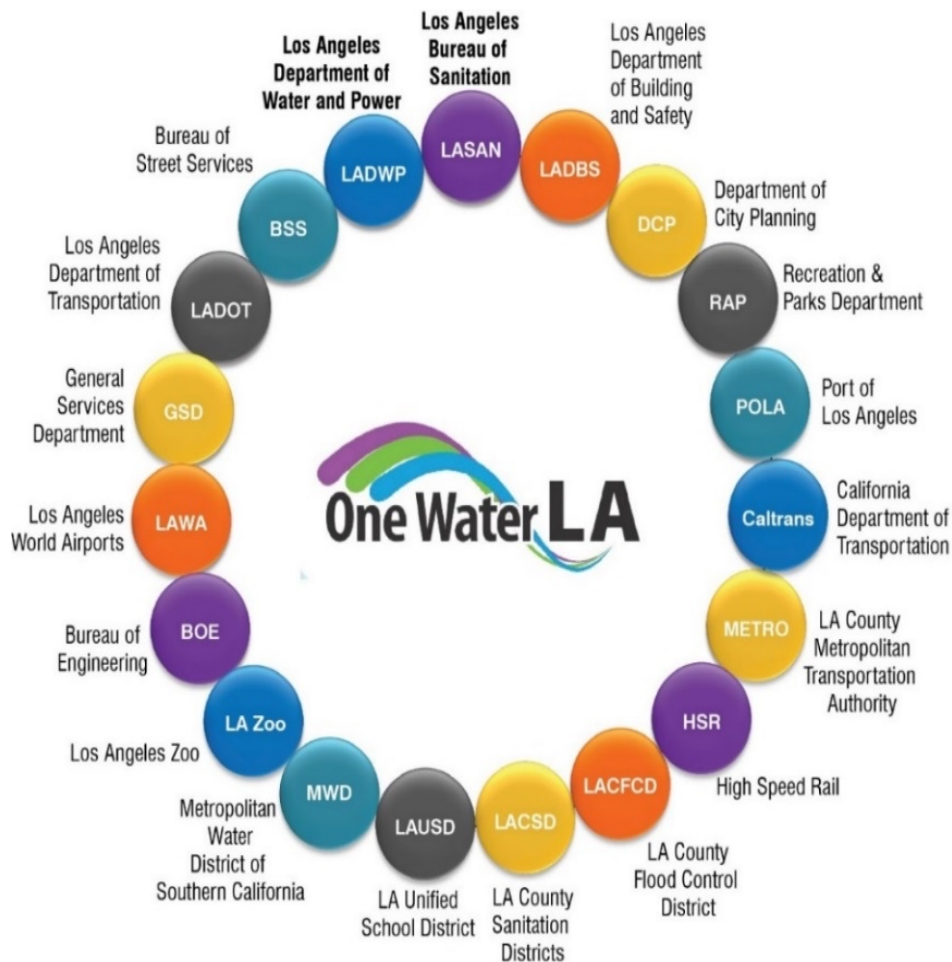 Los Angeles
Bureau of
Sanitation
LASAN
Los Angeles
Department
of Building
and Safety
LADBS
Department of
City Planning
DCP
Recreation &
Parks Department
RAP
Port of
Los Angeles
POLA
California
Department of
Transportation
Caltrans
LA County
Metropolitan
Transportation
Authority
METRO
High Speed Rail
HSR
LA County
Flood Control
District
LACFCD
LA County
Sanitation
Districts
LACSD
LA Unified
School District
LAUSD
Metropolitan
Water
District of
Southern California
MWD
Los Angeles Zoo
LA Zoo
Bureau of
Engineering
BOE
Los Angeles
World Airports
LAWA
General
Services
Department
GSD
Los Angeles
Department of
Transportation
LADOT
Bureau of
Street Services
BSS
Los Angeles
Department of
Water and Power
LADWP
One Water LA